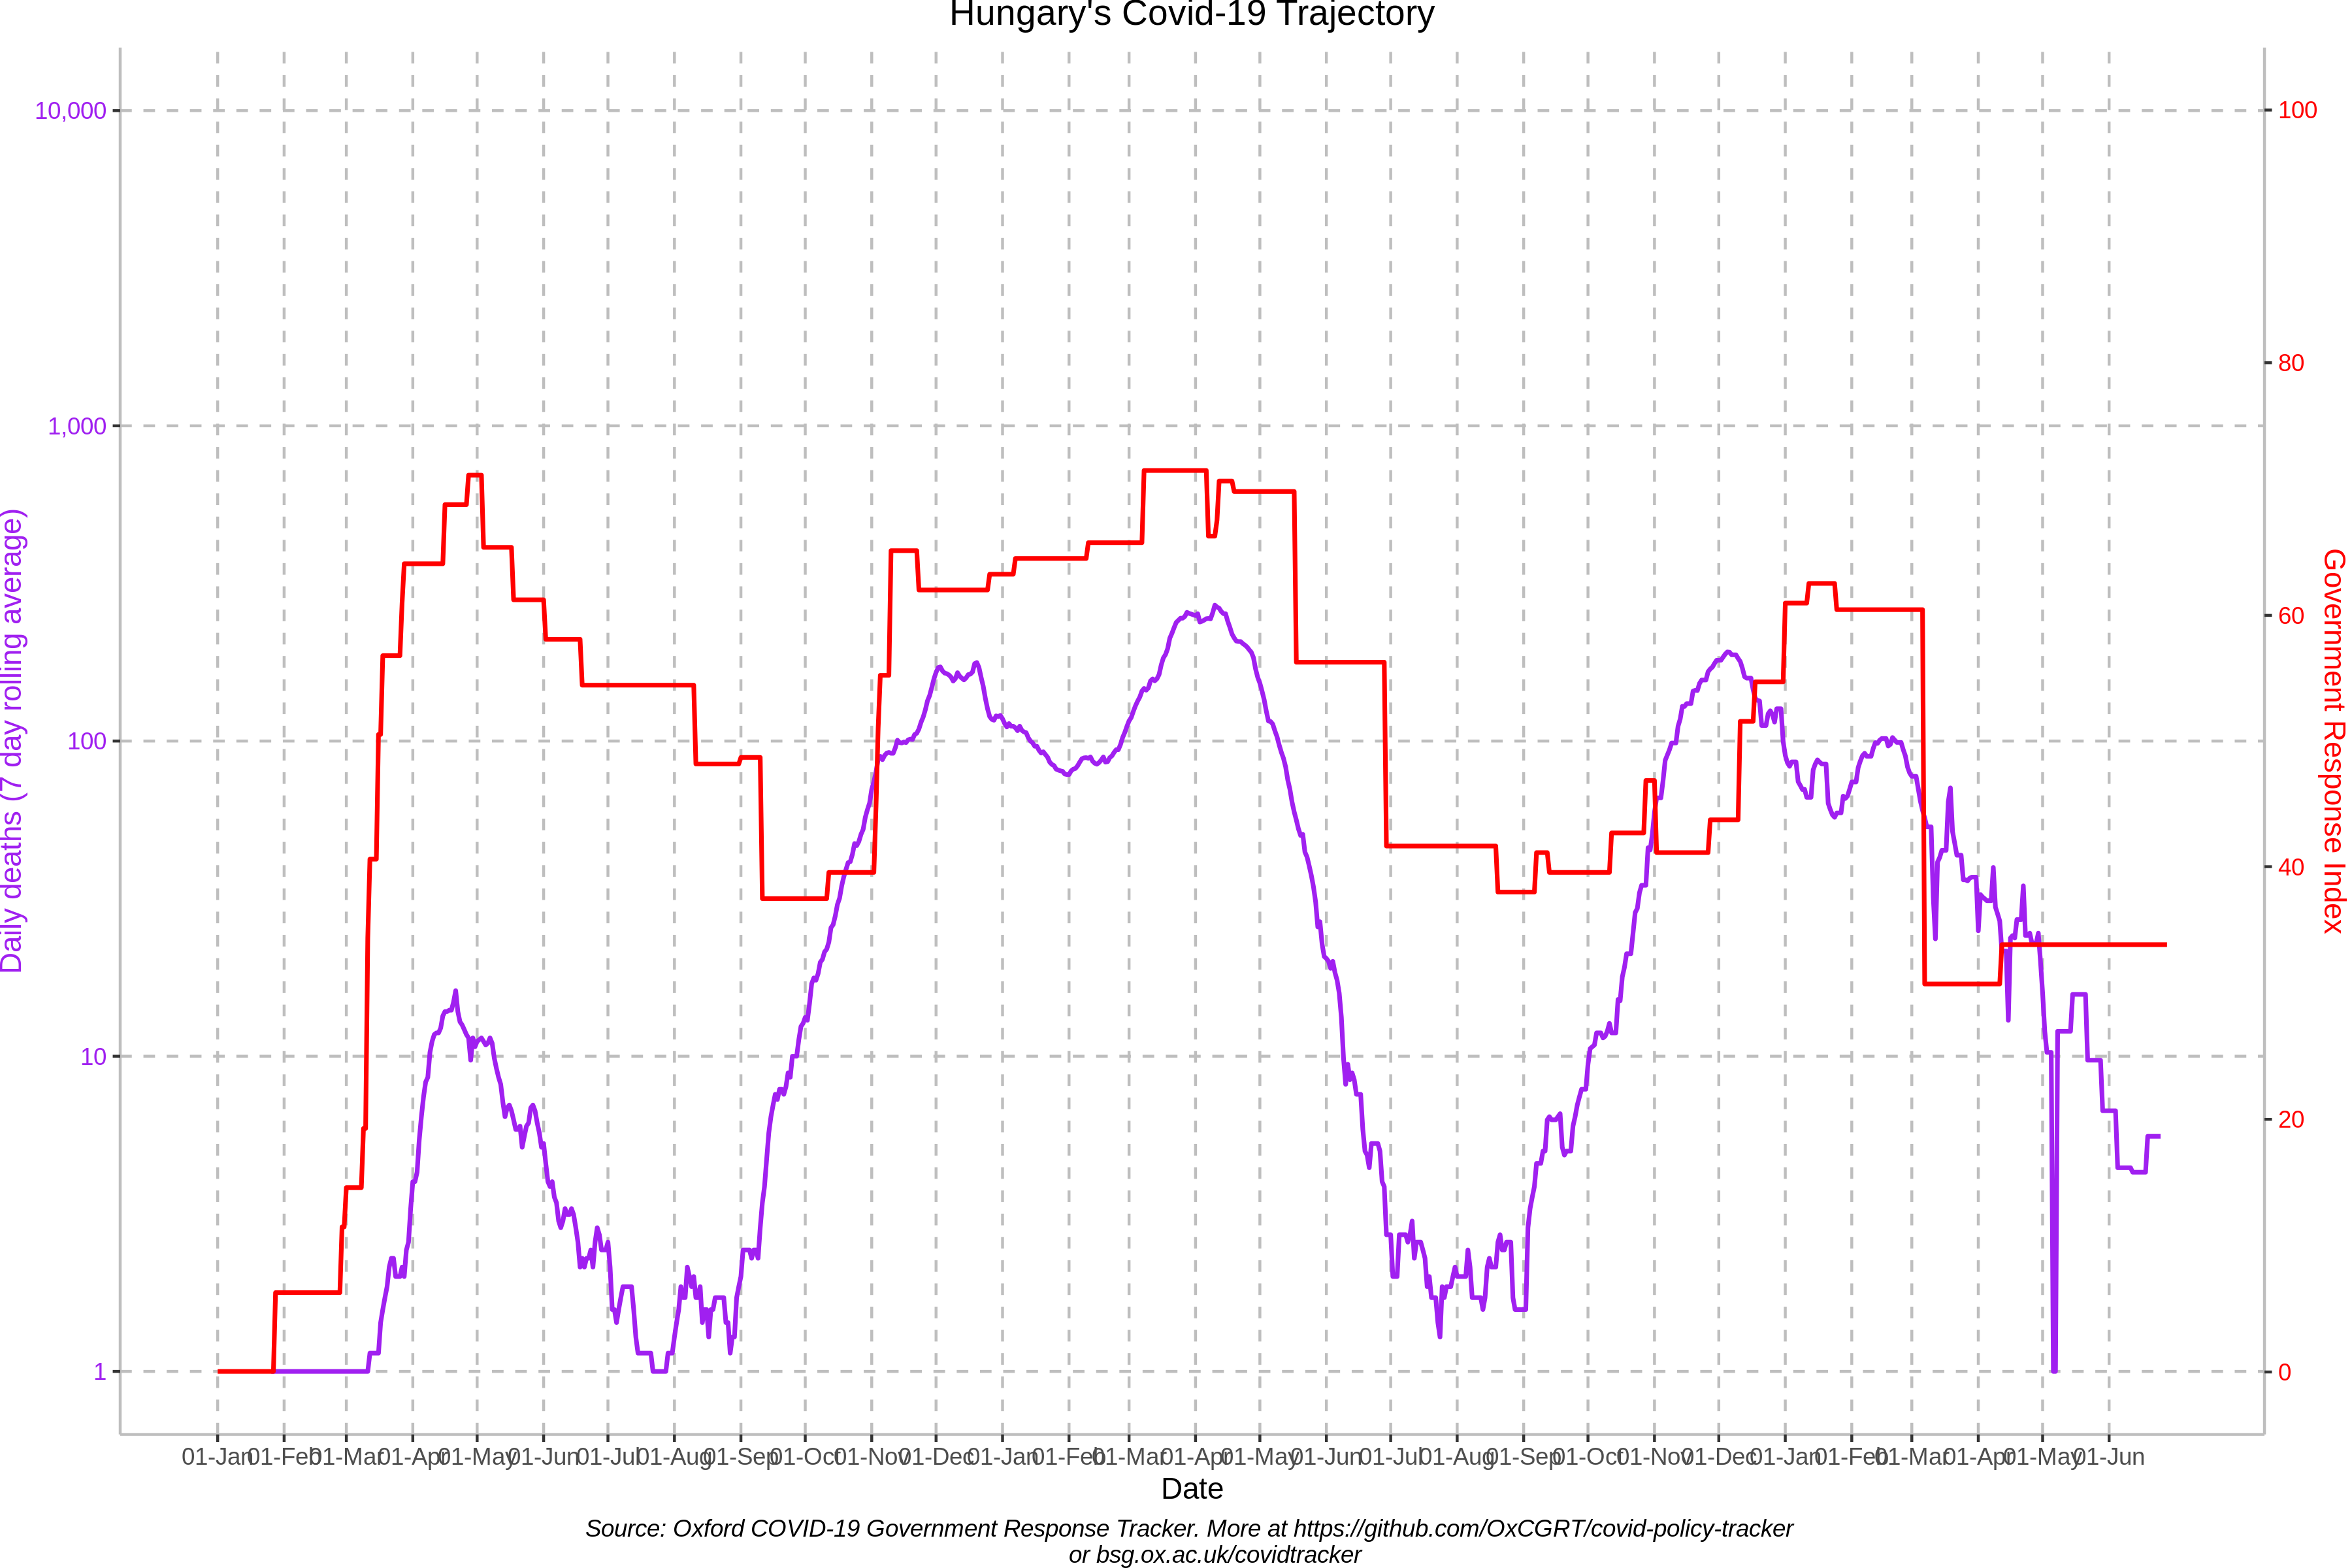 Hungary's Covid-19 Trajectory
Daily deaths (7 day rolling average)
10,000
1,000
100
10
1
100
80
60
40
20
0
Government Response Index
01-Jan 01-Feb 01-Mar 01-Apr 01-May 01-Jun 01-Jul 01-Aug 01-Sep 01-Oct 01-Nov 01-Dec 01-Jan 01-Feb 01-Mar 01-Apr 01-May 01-Jun 01-Jul 01-Aug 01-Sep 01-Oct 01-Nov 01-Dec 01-Jan 01-Feb 01-Mar 01-Apr 01-May 01-Jun
Date
Source: Oxford COVID-19 Government Response Tracker. More at https://github.com/OxCGRT/covid-policy-tracker
or bsg.ox.ac.uk/covidtracker